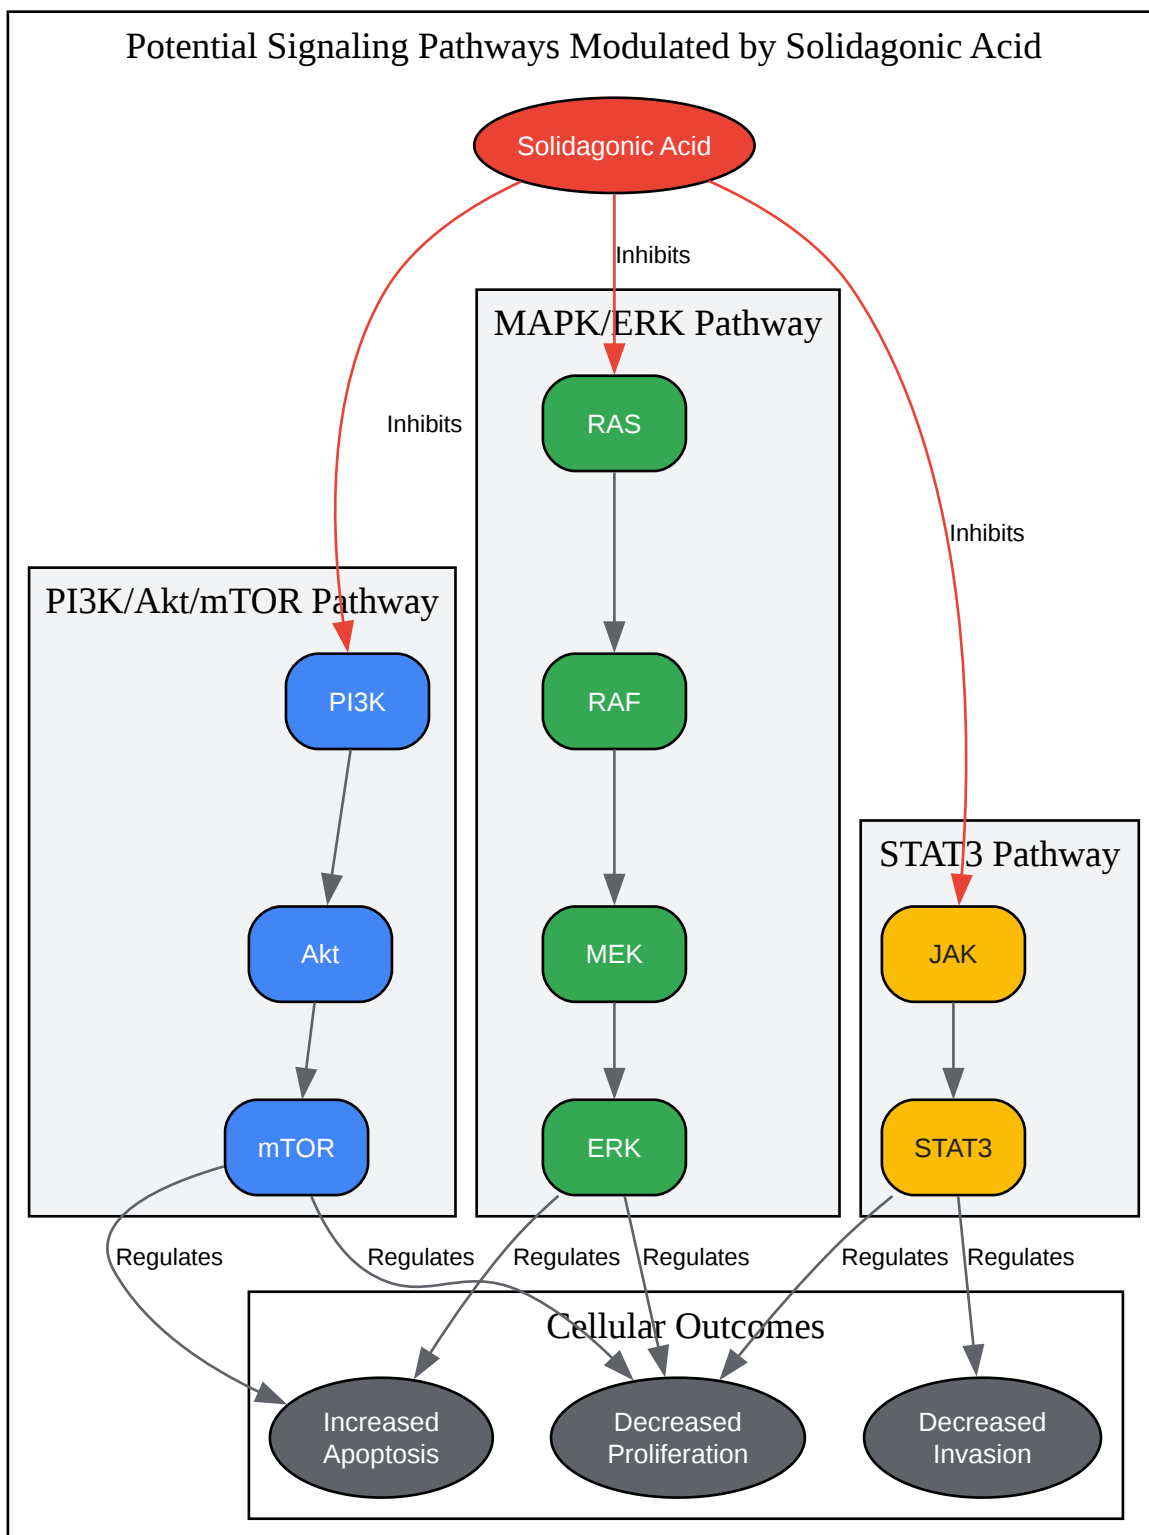 Potential Signaling Pathways Modulated by Solidagonic Acid
Solidagonic Acid
Inhibits
MAPK/ERK Pathway
RAS
Inhibits
Inhibits
PI3K/Akt/mTOR Pathway
PI3K
RAF
STAT3 Pathway
Akt
MEK
JAK
mTOR
ERK
STAT3
Regulates
Regulates
Regulates
Regulates
Regulates
Regulates
Cellular Outcomes
Increased
Apoptosis
Decreased
Proliferation
Decreased
Invasion